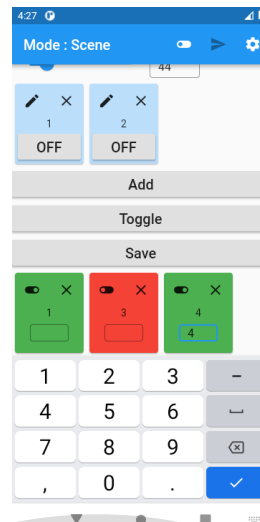 4:27
Mode : Scene
44
1 2
OFF OFF
Add
Toggle
Save
1 3 4
4
1 2 3 -
4 5 6
7 8 9
, 0 .